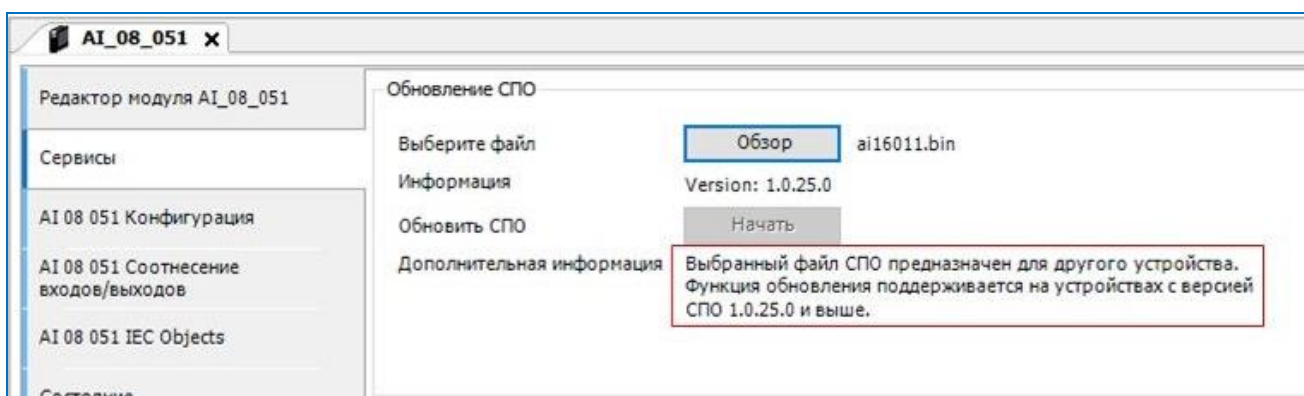 AI_08_051 x
Редактор модуля AI_08_051
Сервисы
AI 08 051 Конфигурация
AI 08 051 Соотнесение
входов/выходов
AI 08 051 IEC Objects
Состояние
Обновление СПО
Выберите файл Обзор ai16011.bin
Информация Version: 1.0.25.0
Обновить СПО Начать
Дополнительная информация Выбранный файл СПО предназначен для другого устройства.
Функция обновления поддерживается на устройствах с версией
СПО 1.0.25.0 и выше.